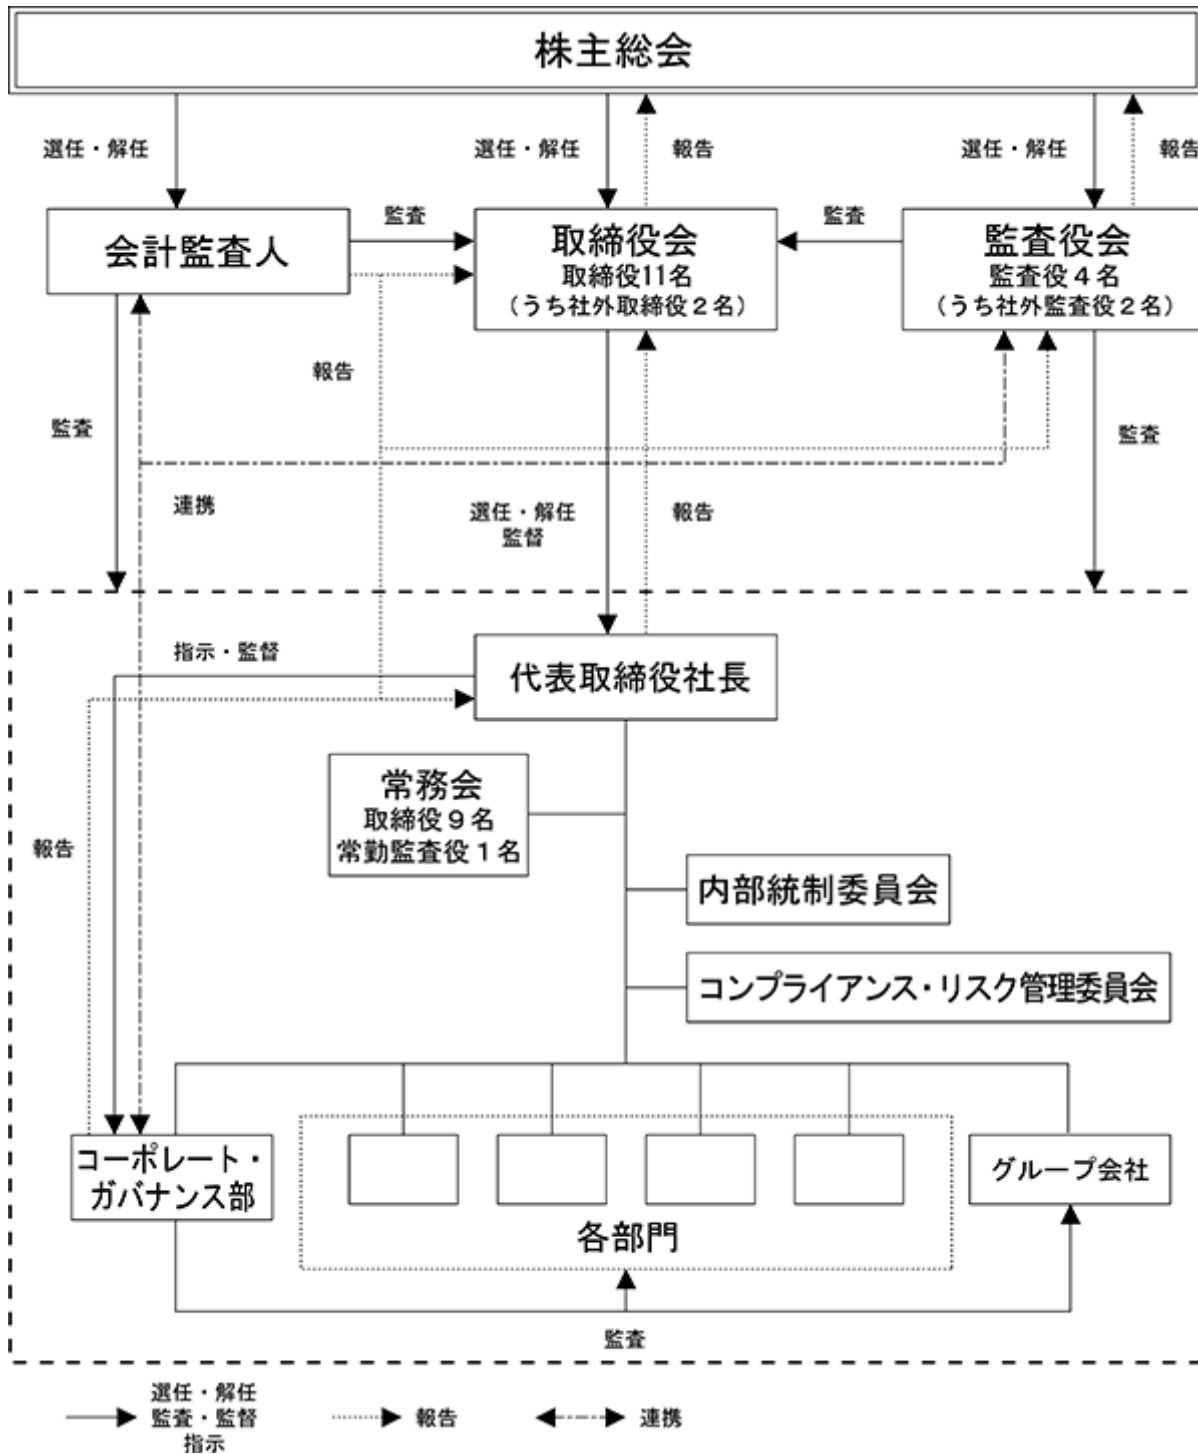 株主総会
選任・解任
選任・解任
報告
選任・解任
報告
会計監査人
監査
取締役会
取締役11名
（うち社外取締役２名）
監査
監査役会
監査役４名
（うち社外監査役２名）
報告
監査
監査
連携
選任・解任
監督
報告
指示・監督
代表取締役社長
常務会
取締役９名
常勤監査役１名
報告
内部統制委員会
コンプライアンス・リスク管理委員会
コーポレート・
ガバナンス部
グループ会社
各部門
監査
選任・解任
監査・監督
指示
報告
連携